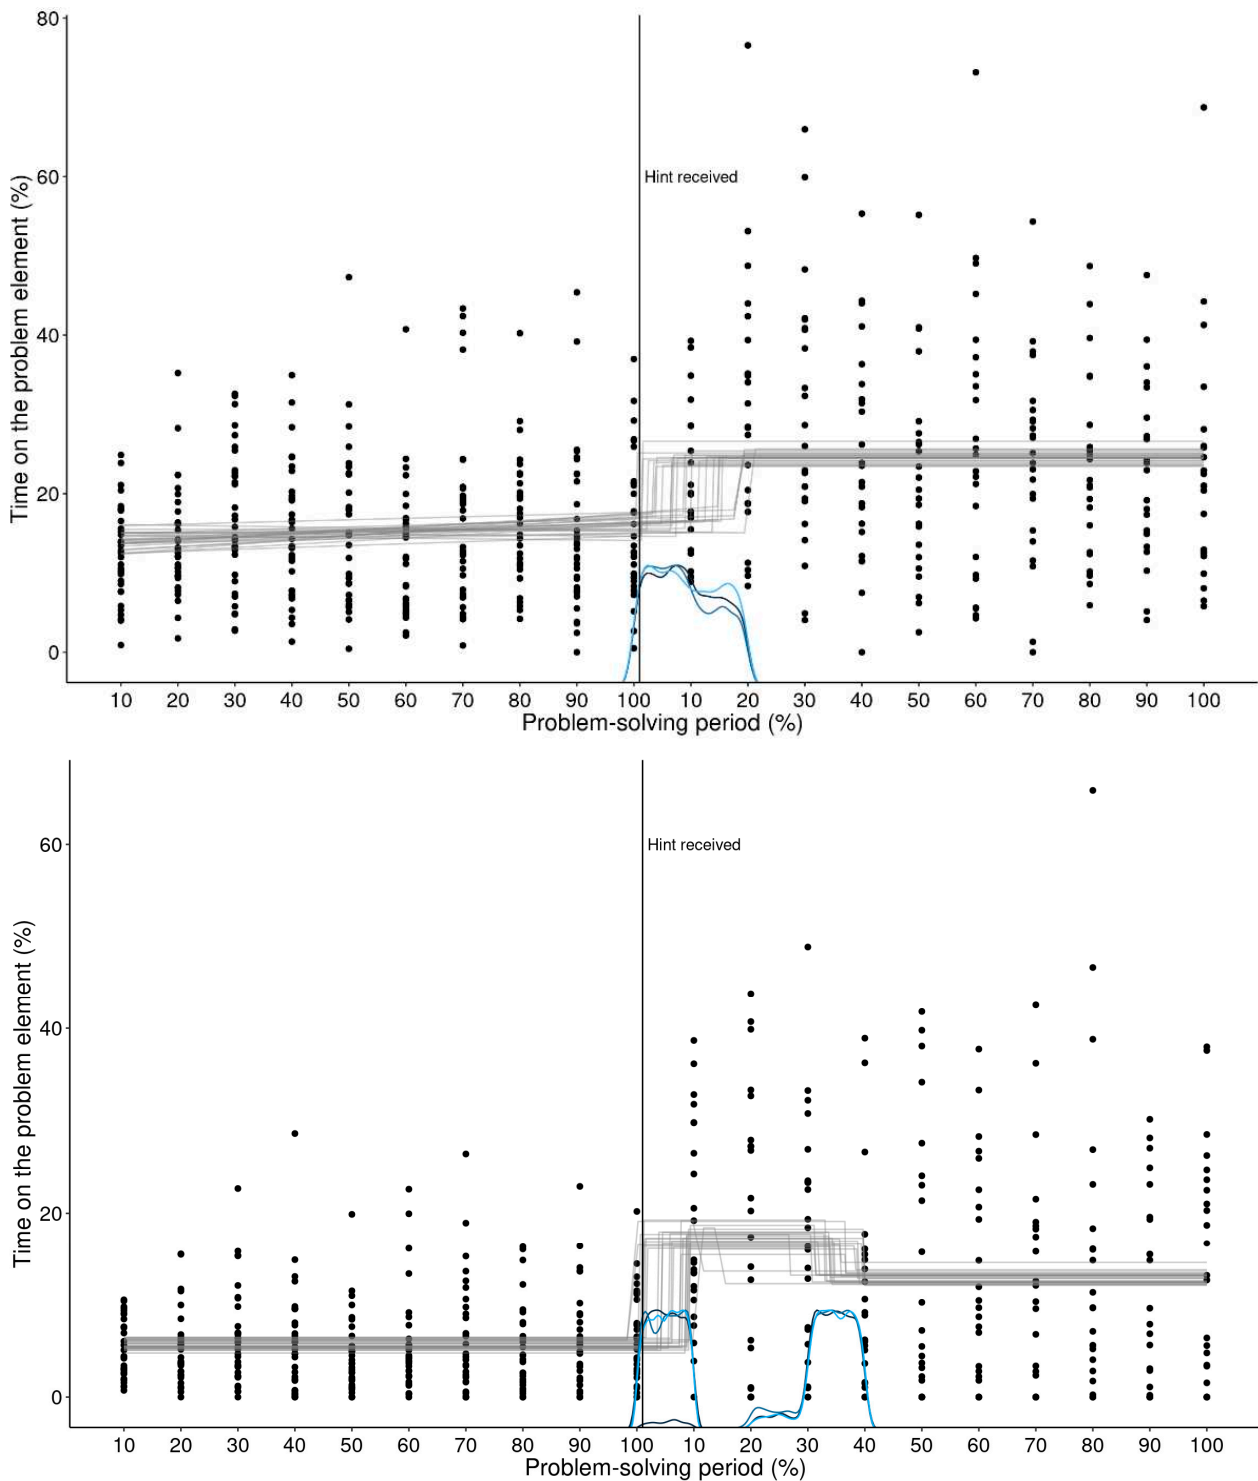 80
60
40
20
0
Time on the problem element (%)
Hint received
10 20 30 40 50 60 70 80 90 100 10 20 30 40 50 60 70 80 90 100
Problem-solving period (%)
60
40
20
0
Time on the problem element (%)
Hint received
10 20 30 40 50 60 70 80 90 100 10 20 30 40 50 60 70 80 90 100
Problem-solving period (%)